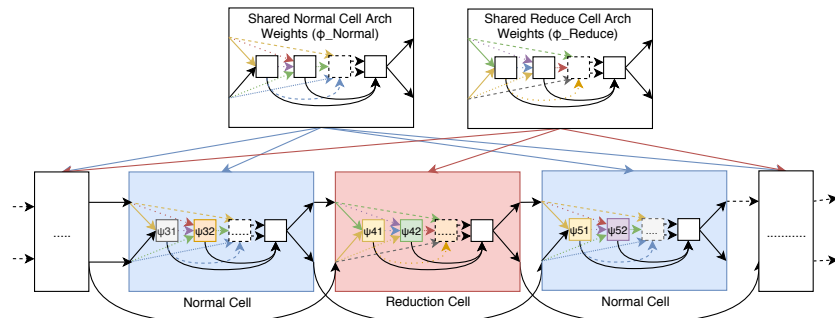 Shared Normal Cell Arch
Weights (φ_Normal)
Shared Reduce Cell Arch
Weights (φ_Reduce)
......
ψ31
ψ32
ψ41
ψ42
ψ51
ψ52
....
............
Normal Cell
Reduction Cell
Normal Cell